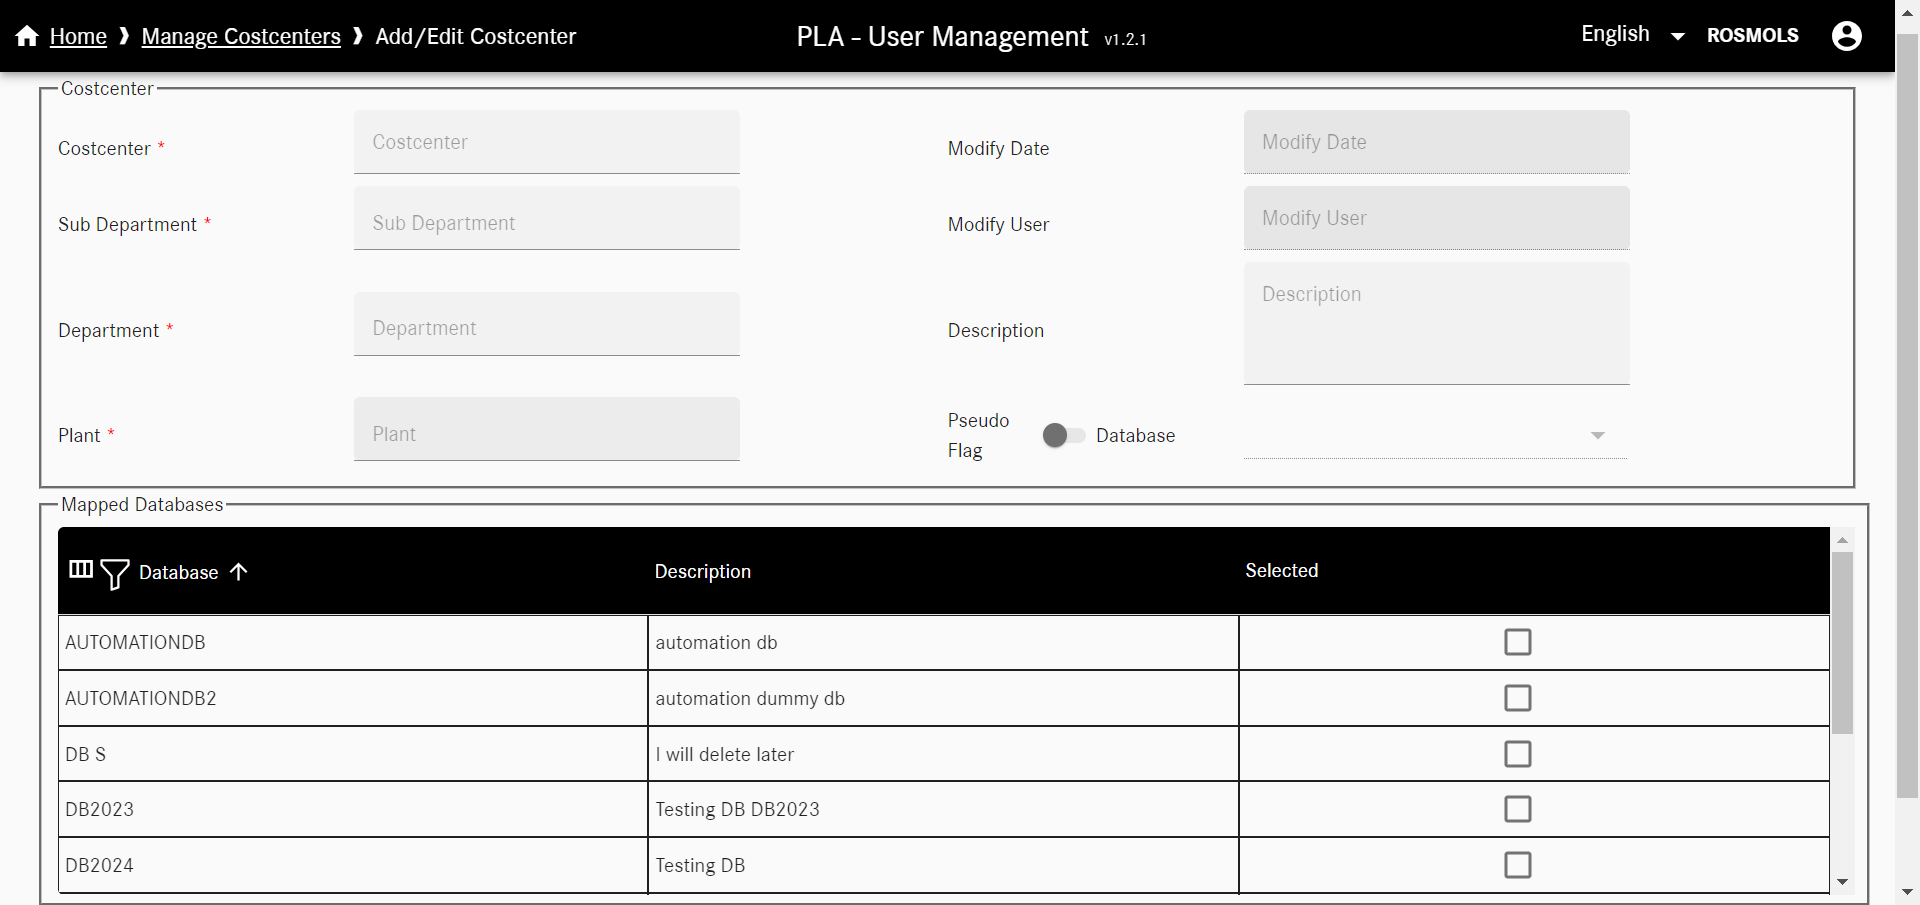 Home ❱ Manage Costcenters ❱ Add/Edit Costcenter
PLA - User Management v1.2.1
English
ROSMOLS
Costcenter
Costcenter *
Costcenter
Modify Date
Modify Date
Sub Department *
Sub Department
Modify User
Modify User
Department *
Department
Description
Description
Plant *
Plant
Pseudo
Flag
Database
Mapped Databases
Database Description Selected
AUTOMATIONDB automation db
AUTOMATIONDB2 automation dummy db
DB S I will delete later
DB2023 Testing DB DB2023
DB2024 Testing DB